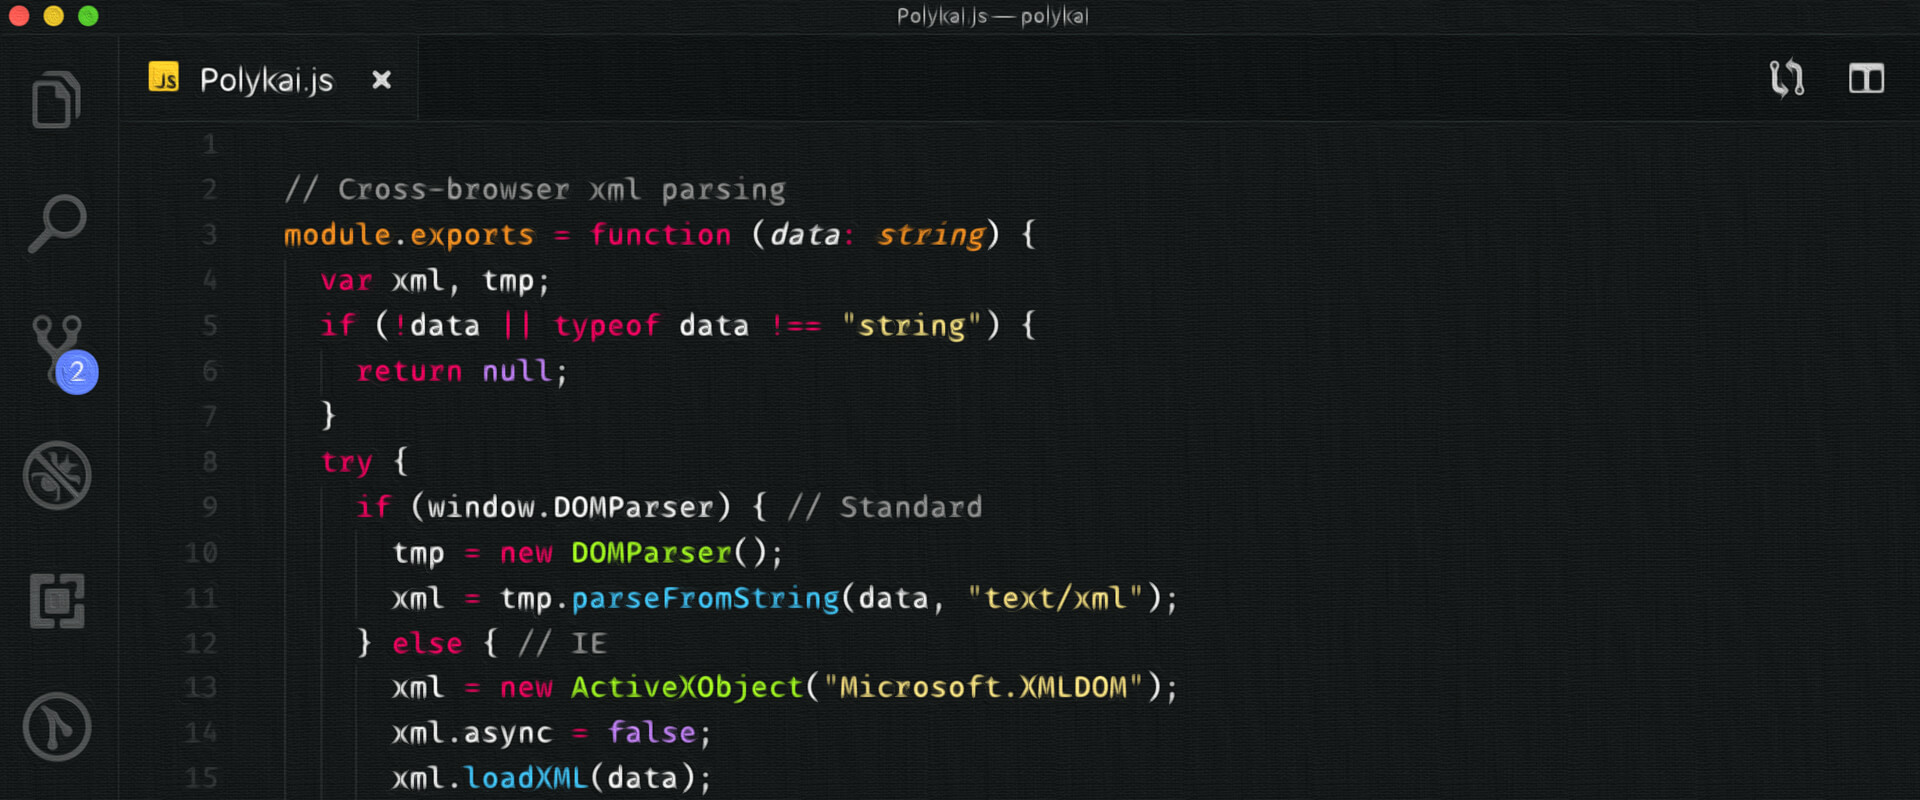 Polykai.js — polykai
JS Polykai.js ×
1
2 // Cross-browser xml parsing
3 module.exports = function (data: string) {
4 var xml, tmp;
5 if (!data || typeof data !== "string") {
6 return null;
7 }
8 try {
9 if (window.DOMParser) { // Standard
10 tmp = new DOMParser();
11 xml = tmp.parseFromString(data, "text/xml");
12 } else { // IE
13 xml = new ActiveXObject("Microsoft.XMLDOM");
14 xml.async = false;
15 xml.loadXML(data);
2